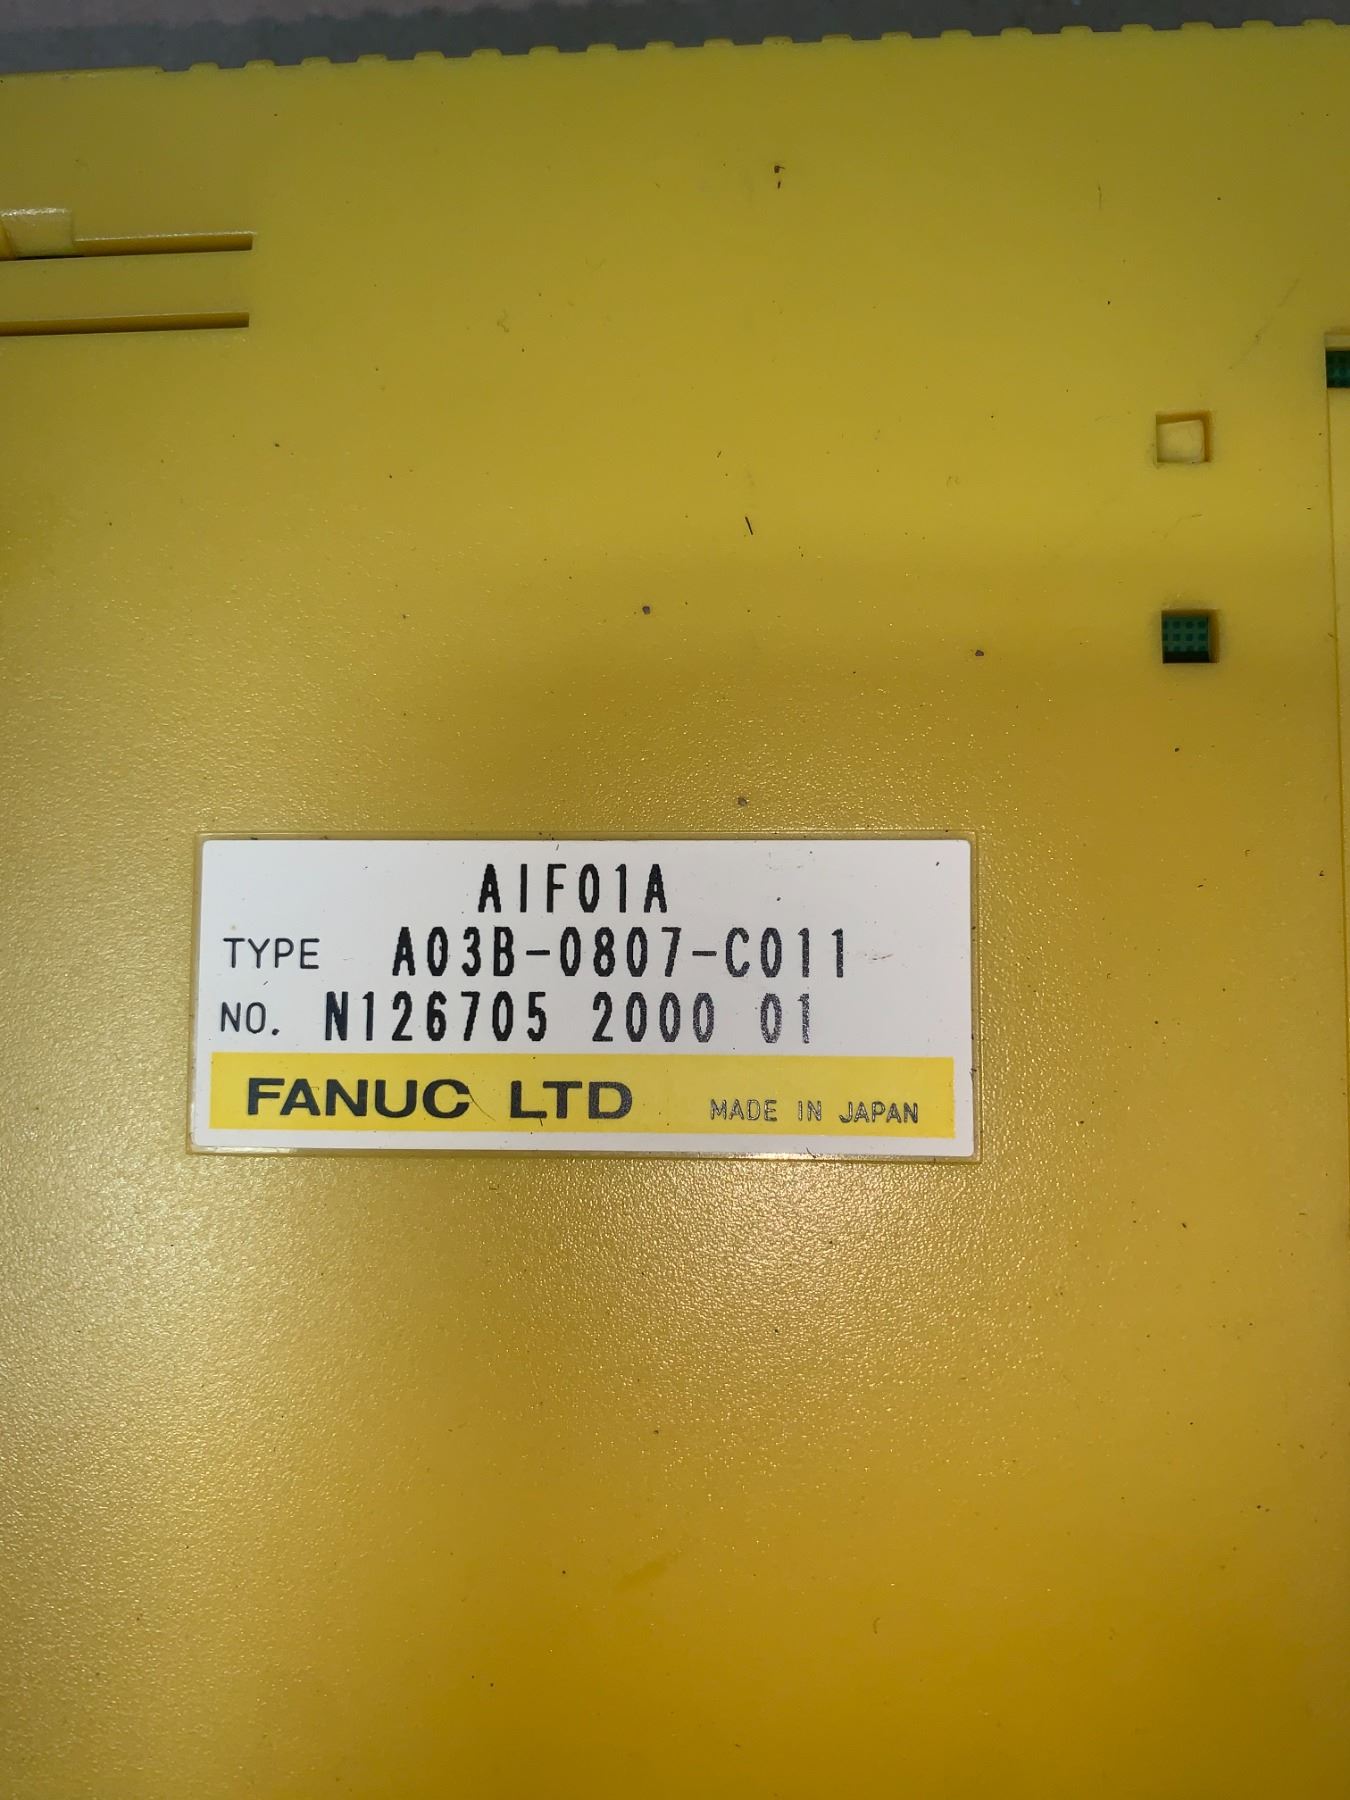 AIF01A
TYPE A03B-0807-C011
NO. N126705 2000 01
FANUC LTD MADE IN JAPAN